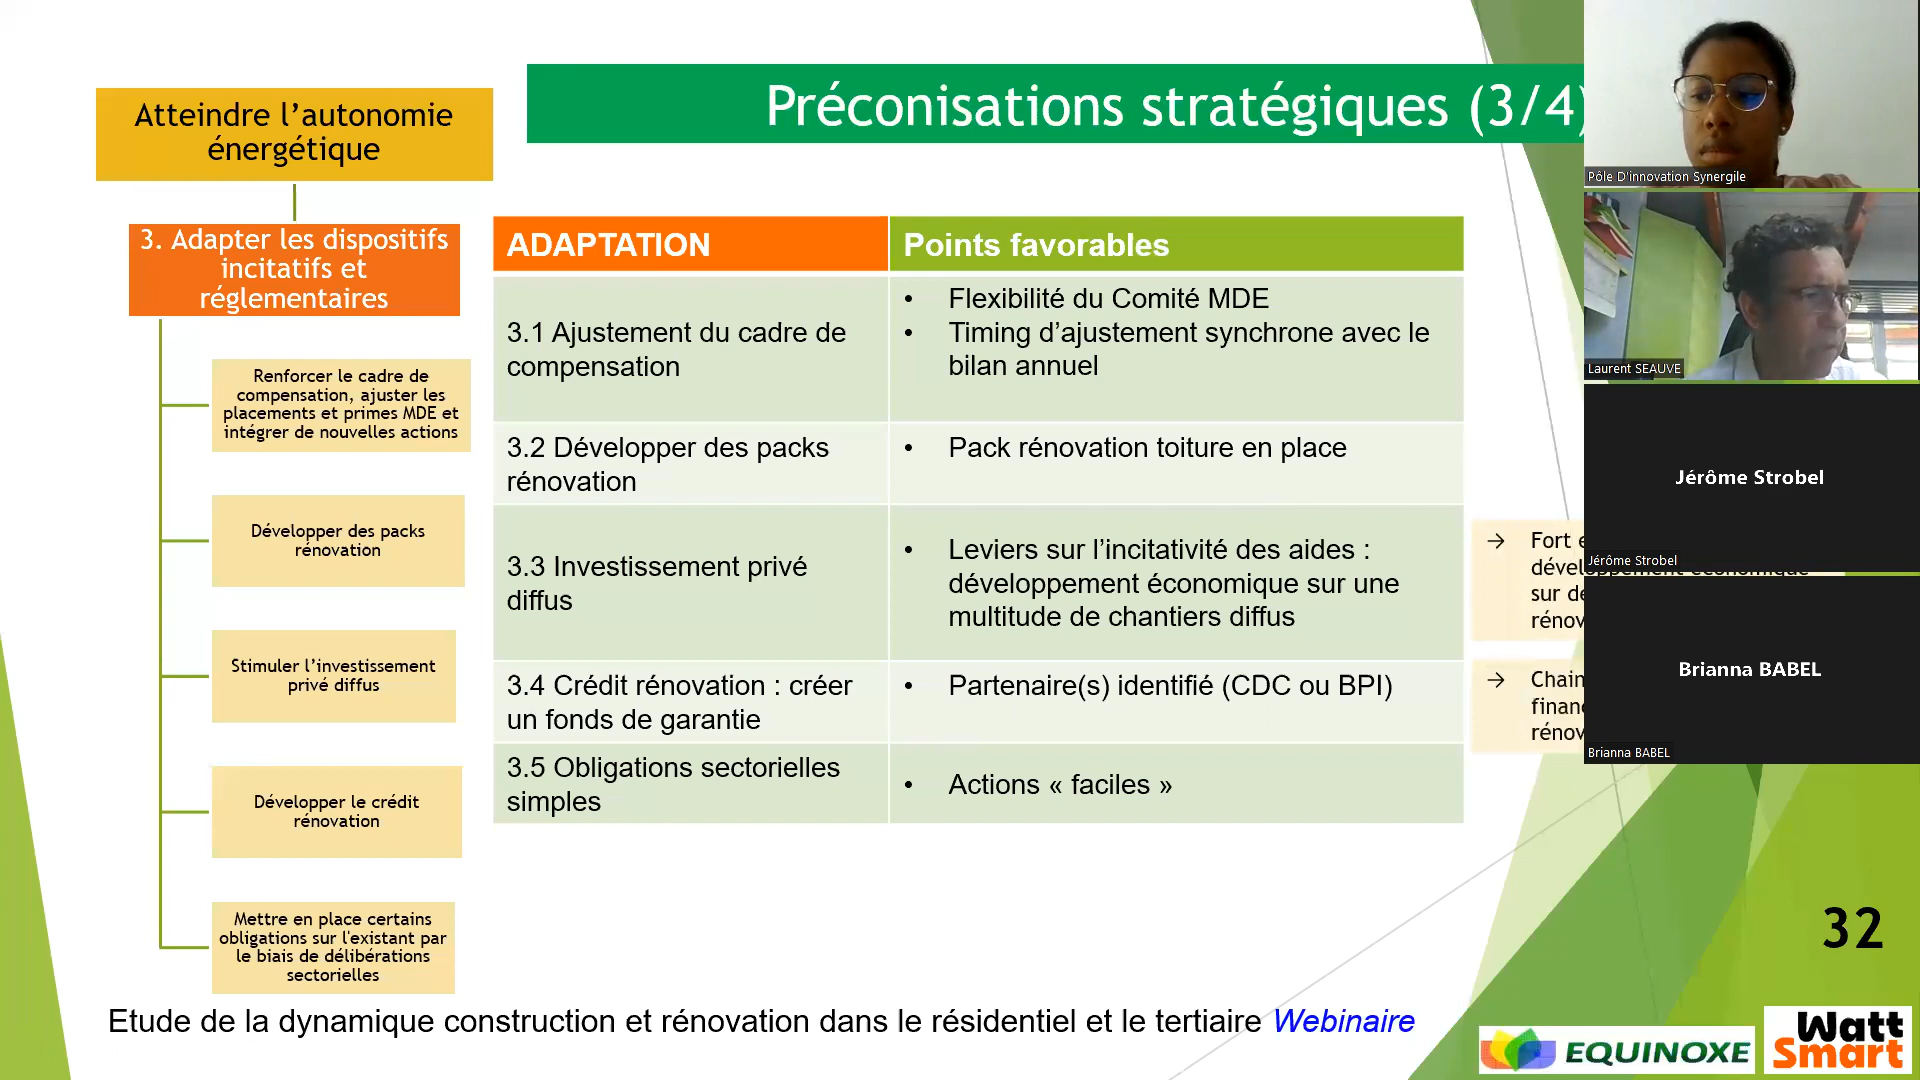 Préconisations stratégiques (3/4)
Atteindre l’autonomie
énergétique
3. Adapter les dispositifs
incitatifs et
réglementaires
Renforcer le cadre de
compensation, ajuster les
placements et primes MDE et
intégrer de nouvelles actions
Développer des packs
rénovation
Stimuler l’investissement
privé diffus
Développer le crédit
rénovation
Mettre en place certains
obligations sur l'existant par
le biais de délibérations
sectorielles
ADAPTATION
Points favorables
3.1 Ajustement du cadre de
compensation
• Flexibilité du Comité MDE
• Timing d’ajustement synchrone avec le
bilan annuel
3.2 Développer des packs
rénovation
• Pack rénovation toiture en place
3.3 Investissement privé
diffus
• Leviers sur l’incitativité des aides :
développement économique sur une
multitude de chantiers diffus
3.4 Crédit rénovation : créer
un fonds de garantie
• Partenaire(s) identifié (CDC ou BPI)
3.5 Obligations sectorielles
simples
• Actions « faciles »
→ Fort
développement économique
sur
→
Pôle D'innovation Synergile
Laurent SEAUVE
Jérôme Strobel
Jérôme Strobel
Brianna BABEL
Brianna BABEL
32
Etude de la dynamique construction et rénovation dans le résidentiel et le tertiaire Webinaire
EQUINOXE
Watt
Smart